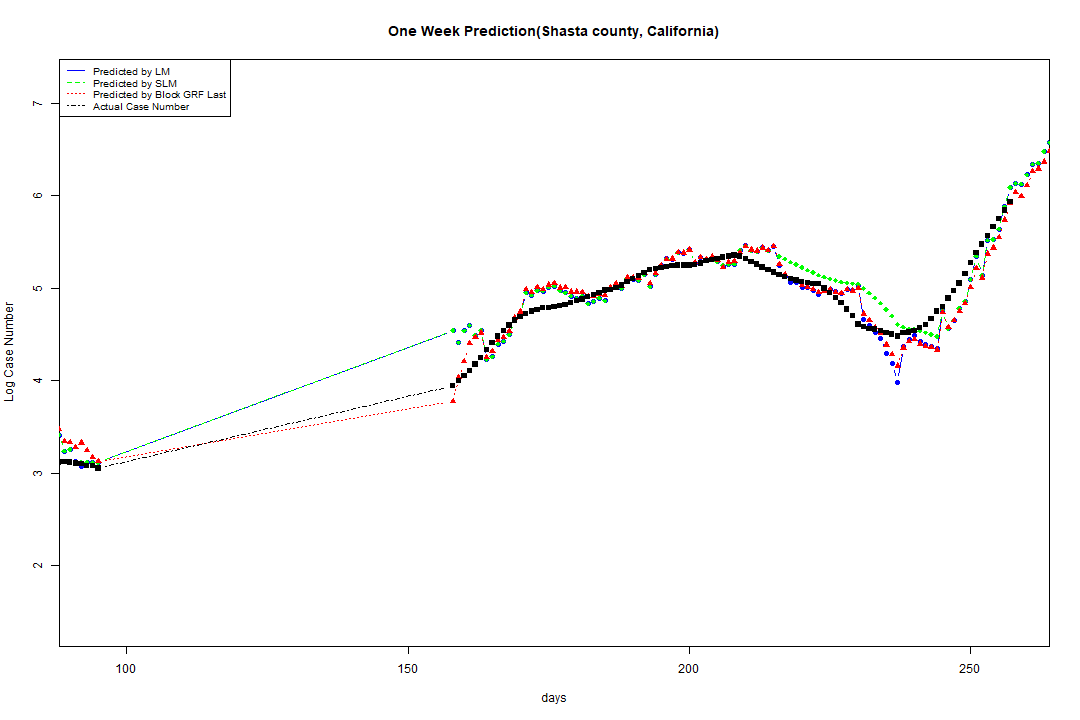 One Week Prediction(Shasta county, California)
Predicted by LM
Predicted by SLM
Predicted by Block GRF Last
Actual Case Number
7
6
5
4
3
2
Log Case Number
100 150 200 250
days